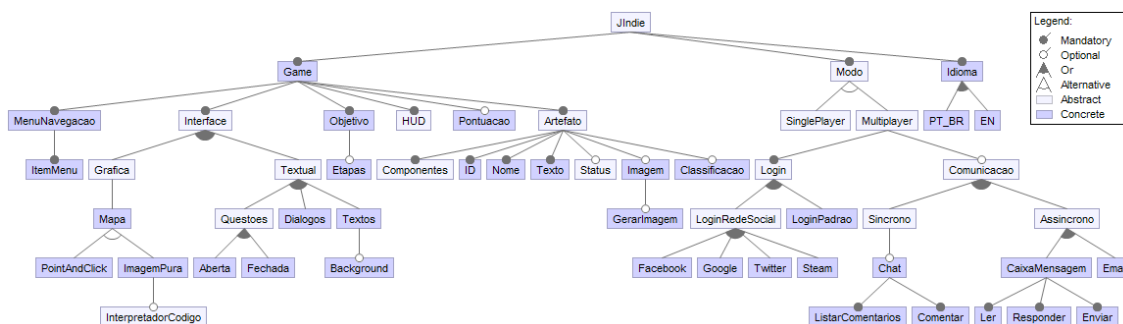 JIndie
Legend:
Mandatory
Optional
Or
Alternative
Abstract
Concrete
Game
Modo
Idioma
MenuNavegacao
Interface
Objetivo
HUD
Pontuacao
Artefato
SinglePlayer
Multiplayer
PT_BR
EN
ItemMenu
Grafica
Textual
Etapas
Componentes
ID
Nome
Texto
Status
Imagem
Classificacao
Login
Comunicacao
Mapa
Questoes
Dialogos
Textos
GerarImagem
LoginRedeSocial
LoginPadrao
Sincrono
Assincrono
PointAndClick
ImagemPura
Aberta
Fechada
Background
Facebook
Google
Twitter
Steam
Chat
CaixaMensagem
Ema
InterpretadorCodigo
ListarComentarios
Comentar
Ler
Responder
Enviar